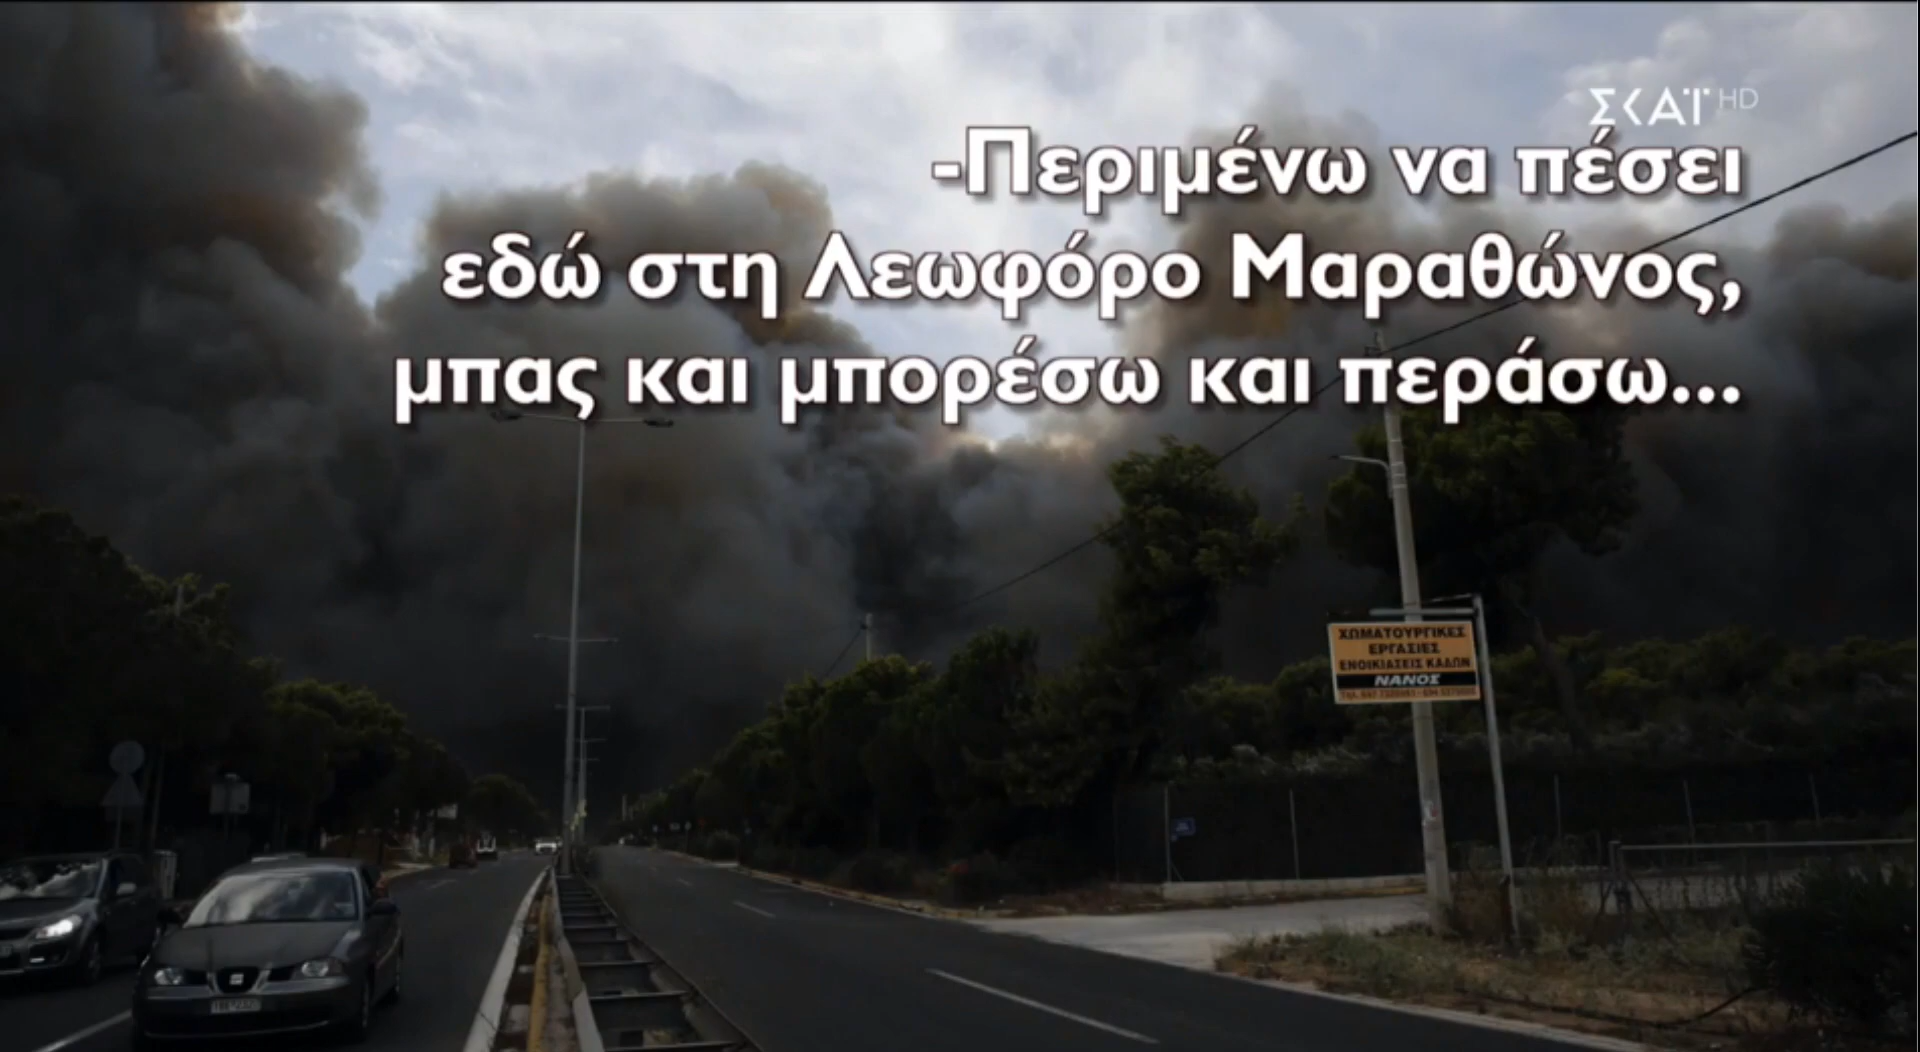 ΣΚΑΪ HD
-Περιμένω να πέσει
εδώ στη Λεωφόρο Μαραθώνος,
μπας και μπορέσω και περάσω...
ΧΩΜΑΤΟΥΡΓΙΚΕΣ
ΕΡΓΑΣΙΕΣ
ΕΝΟΙΚΙΑΣΕΙΣ ΚΑΔΩΝ
ΝΑΝΟΣ